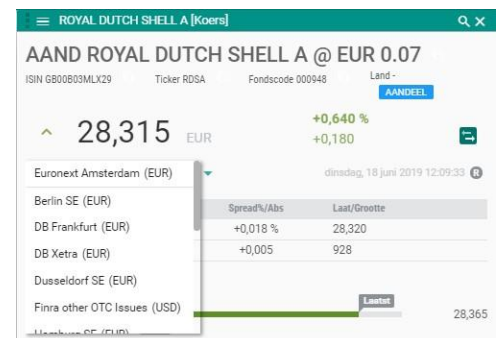 ROYAL DUTCH SHELL A [Koers]
AAND ROYAL DUTCH SHELL A @ EUR 0.07
ISIN GB00B03MLX29 Ticker RDSA Fondscode 000948 Land -
AANDEEL
28,315 EUR
+0,640 %
+0,180
Euronext Amsterdam (EUR)
dinsdag, 18 juni 2019 12:09:33 R
Berlin SE (EUR)
Spread%/Abs Laat/Grootte
DB Frankfurt (EUR)
+0,018 % 28,320
DB Xetra (EUR)
+0,005 928
Dusseldorf SE (EUR)
Finra other OTC Issues (USD)
Laatst
28,365
Hamburg SE (EUR)